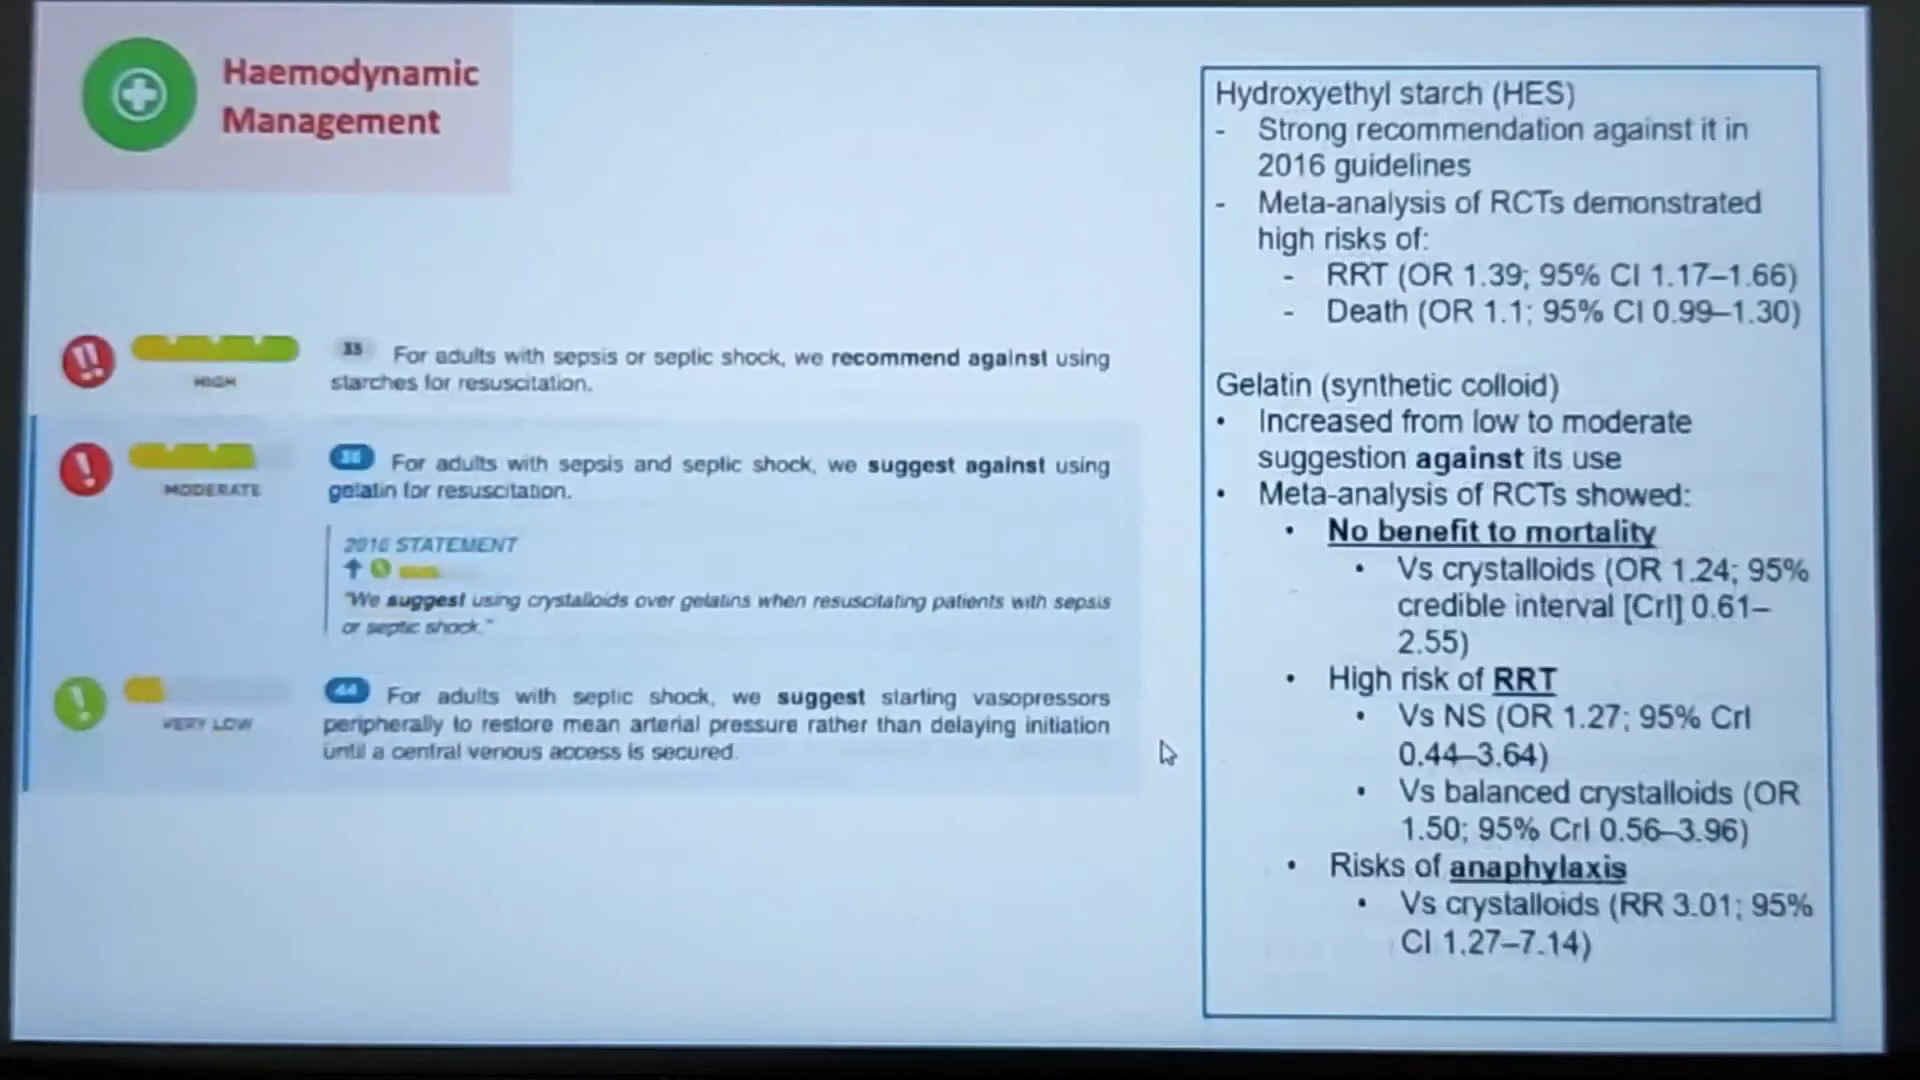 Haemodynamic
Management
HIGH
35 For adults with sepsis or septic shock, we recommend against using
starches for resuscitation.
MODERATE
36 For adults with sepsis and septic shock, we suggest against using
gelatin for resuscitation.
2016 STATEMENT
"We suggest using crystalloids over gelatins when resuscitating patients with sepsis
or septic shock."
VERY LOW
44 For adults with septic shock, we suggest starting vasopressors
peripherally to restore mean arterial pressure rather than delaying initiation
until a central venous access is secured.
Hydroxyethyl starch (HES)
- Strong recommendation against it in
2016 guidelines
- Meta-analysis of RCTs demonstrated
high risks of:
- RRT (OR 1.39; 95% CI 1.17–1.66)
- Death (OR 1.1; 95% CI 0.99–1.30)
Gelatin (synthetic colloid)
• Increased from low to moderate
suggestion against its use
• Meta-analysis of RCTs showed:
• No benefit to mortality
• Vs crystalloids (OR 1.24; 95%
credible interval [CrI] 0.61–
2.55)
• High risk of RRT
• Vs NS (OR 1.27; 95% CrI
0.44–3.64)
• Vs balanced crystalloids (OR
1.50; 95% CrI 0.56–3.96)
• Risks of anaphylaxis
• Vs crystalloids (RR 3.01; 95%
CI 1.27–7.14)